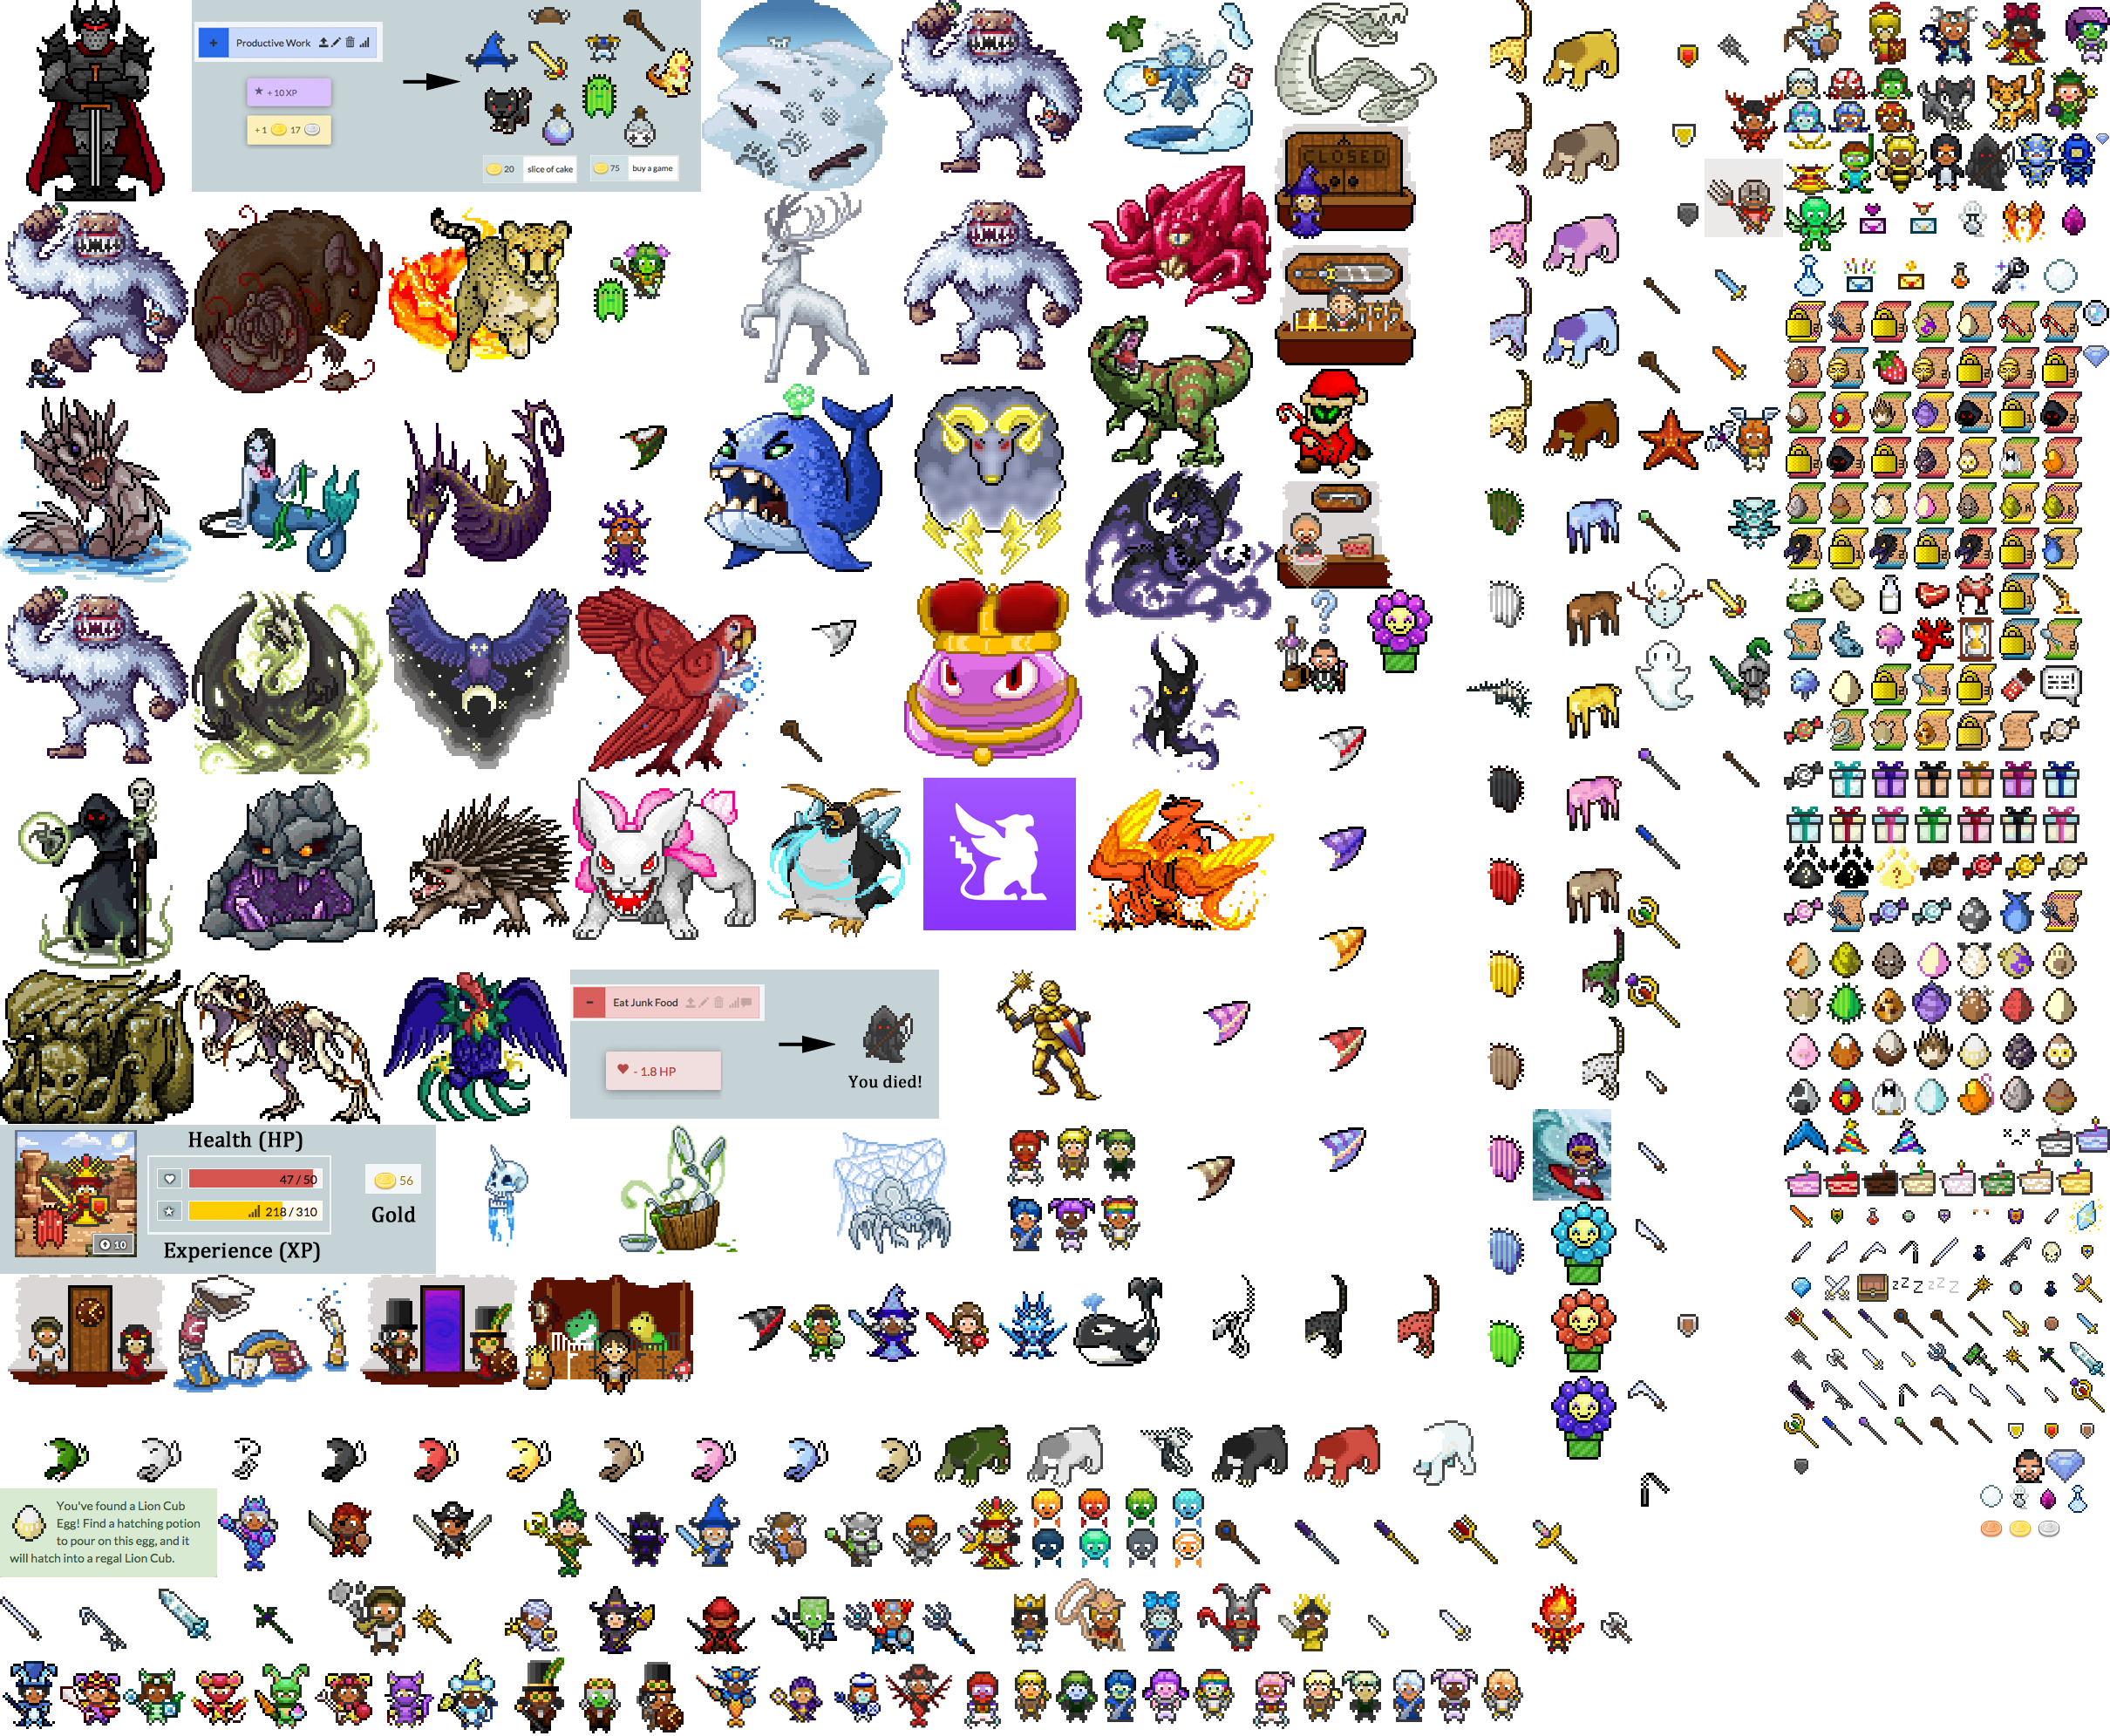 Productive Work
+ 10 XP
+ 1 17
20 slice of cake
75 buy a game
CLOSED
Eat Junk Food
- 1.8 HP
You died!
Health (HP)
47 / 50
218 / 310
Experience (XP)
10
56
Gold
You've found a Lion Cub
Egg! Find a hatching potion
to pour on this egg, and it
will hatch into a regal Lion Cub.